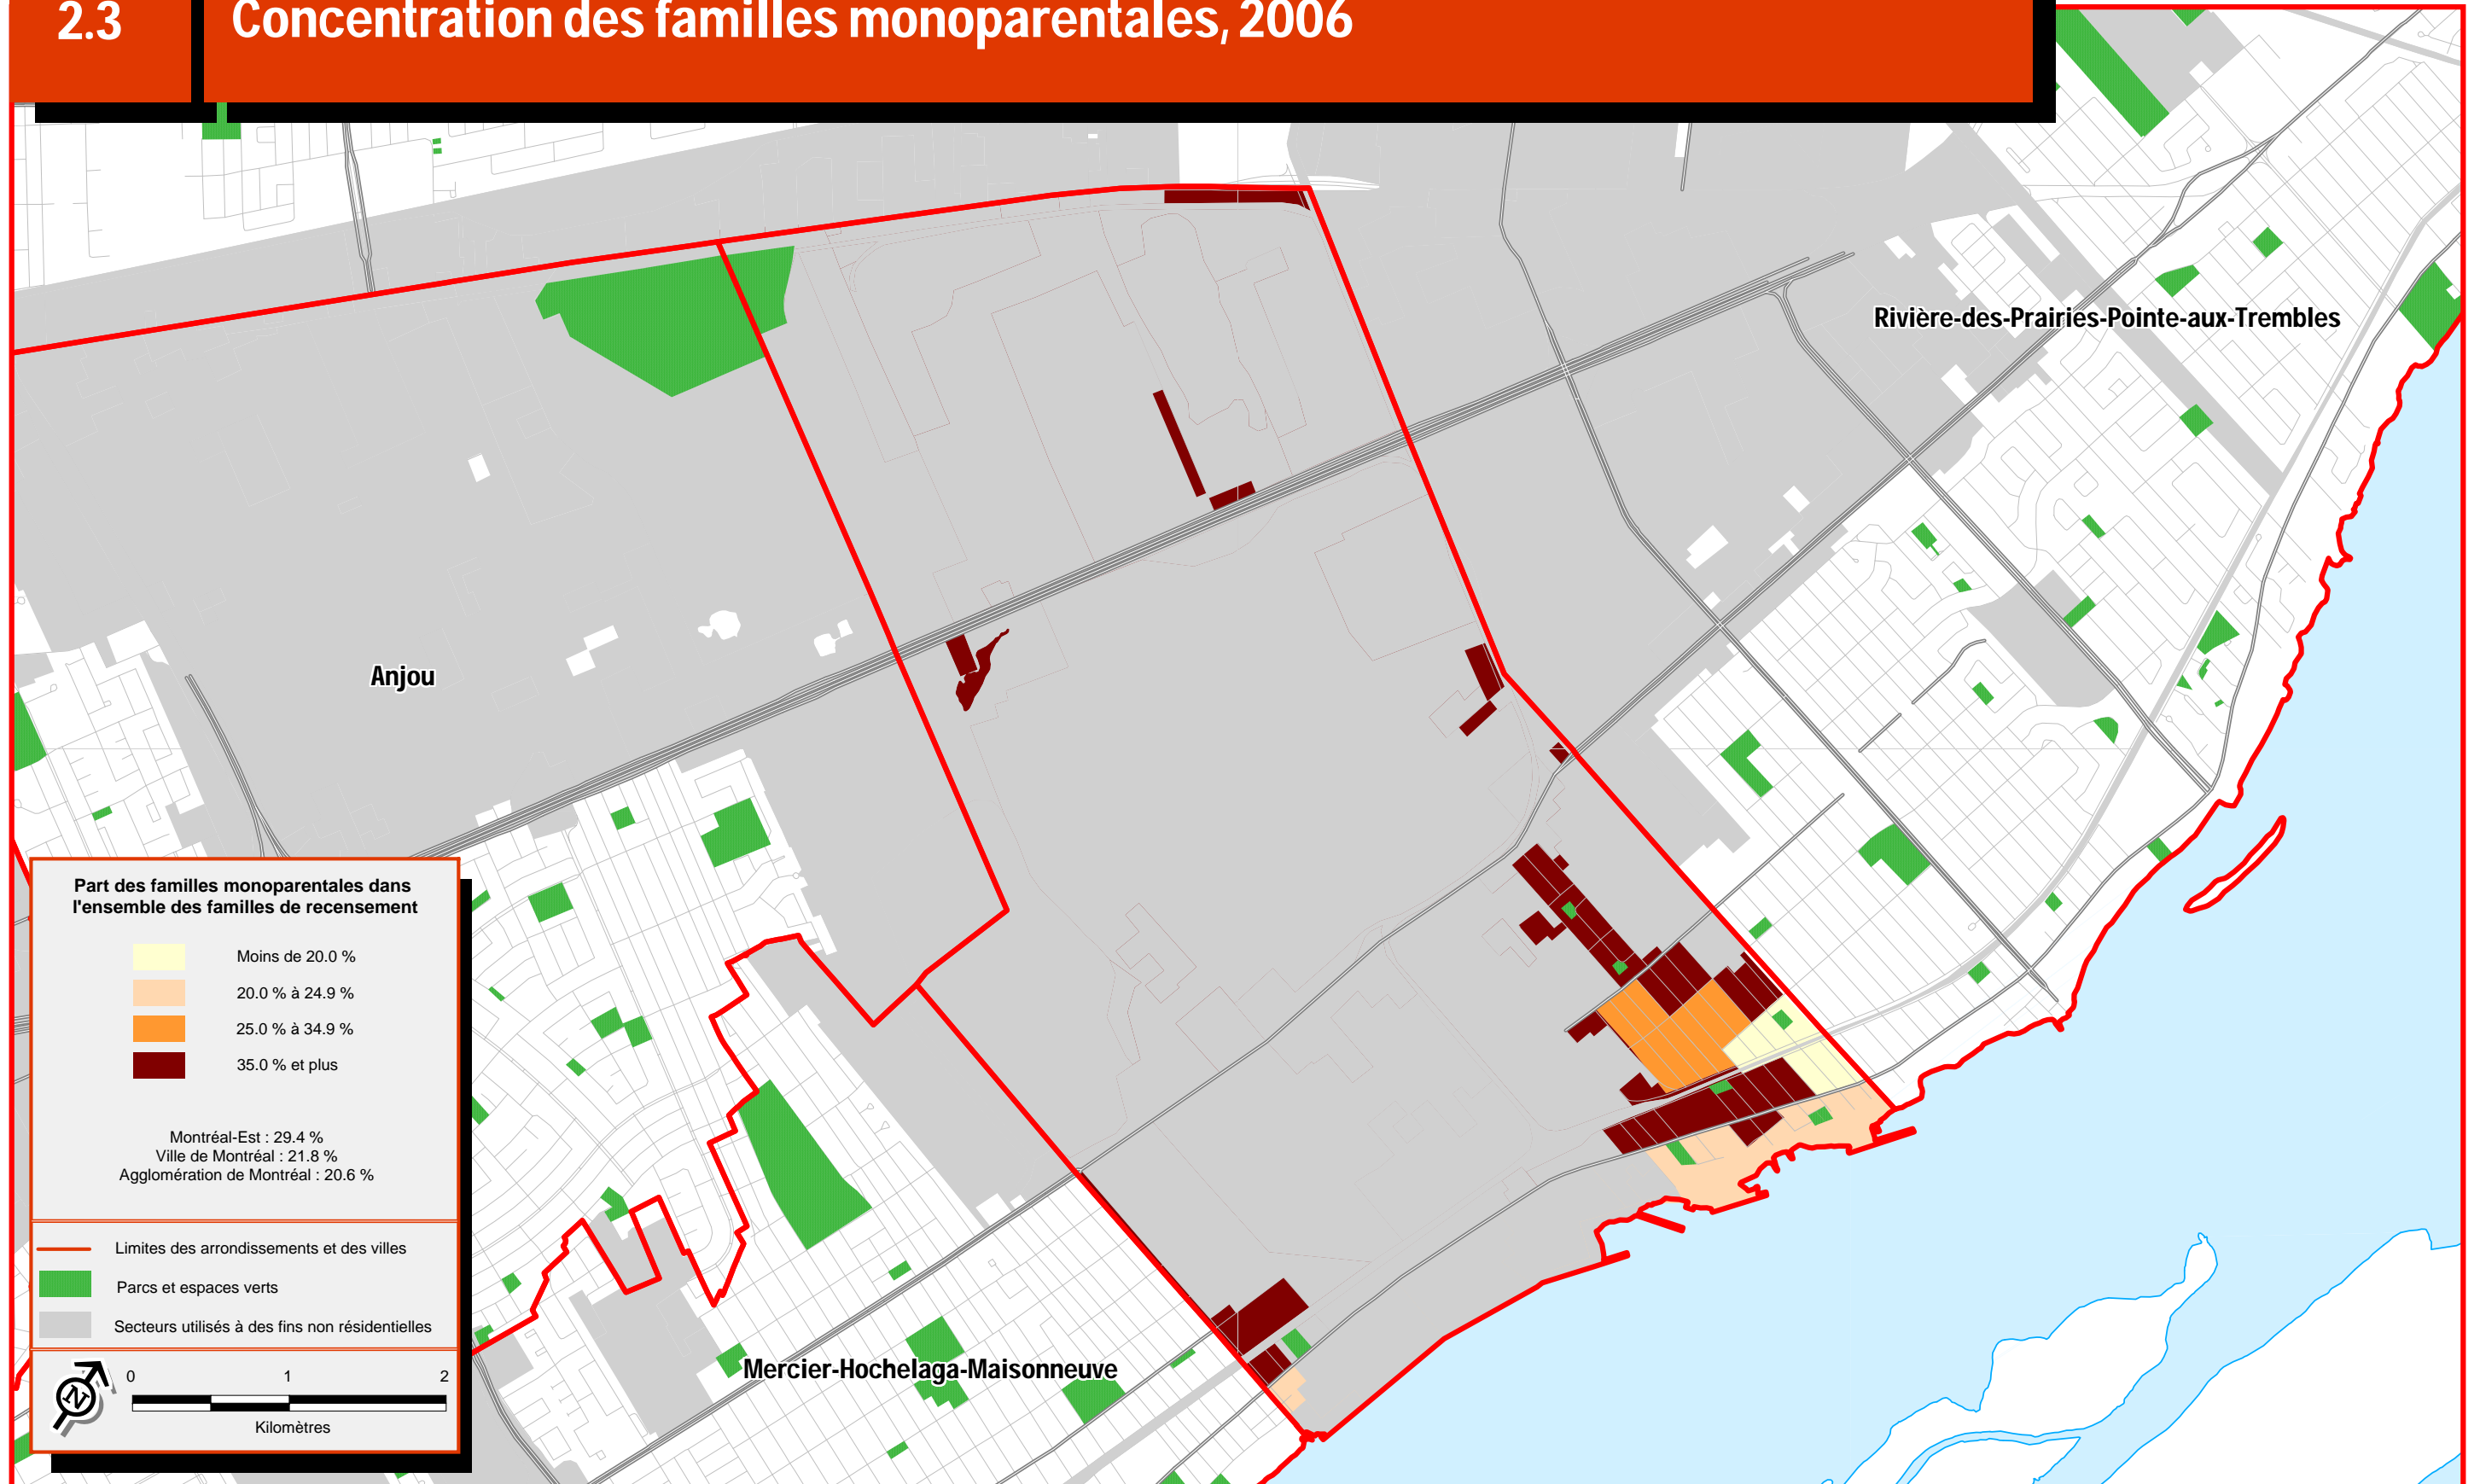 2.3
Concentration des familles monoparentales, 2006
Rivière-des-Prairies-Pointe-aux-Trembles
Anjou
Mercier-Hochelaga-Maisonneuve
Part des familles monoparentales dans
l'ensemble des familles de recensement
Moins de 20.0 %
20.0 % à 24.9 %
25.0 % à 34.9 %
35.0 % et plus
Montréal-Est : 29.4 %
Ville de Montréal : 21.8 %
Agglomération de Montréal : 20.6 %
Limites des arrondissements et des villes
Parcs et espaces verts
Secteurs utilisés à des fins non résidentielles
N
0 1 2
Kilomètres